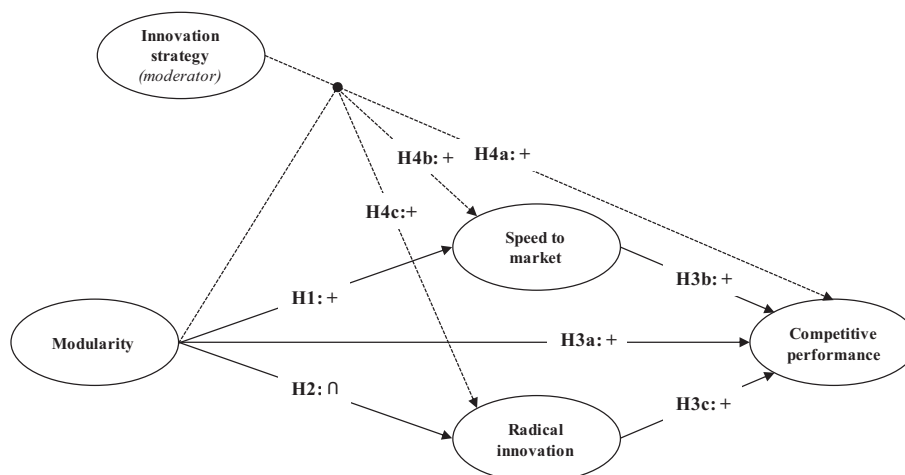 Innovation
strategy
(moderator)
H4b: +
H4a: +
H4c:+
Speed to
market
H1: +
H3b: +
Modularity
H3a: +
Competitive
performance
H2: ∩
H3c: +
Radical
innovation